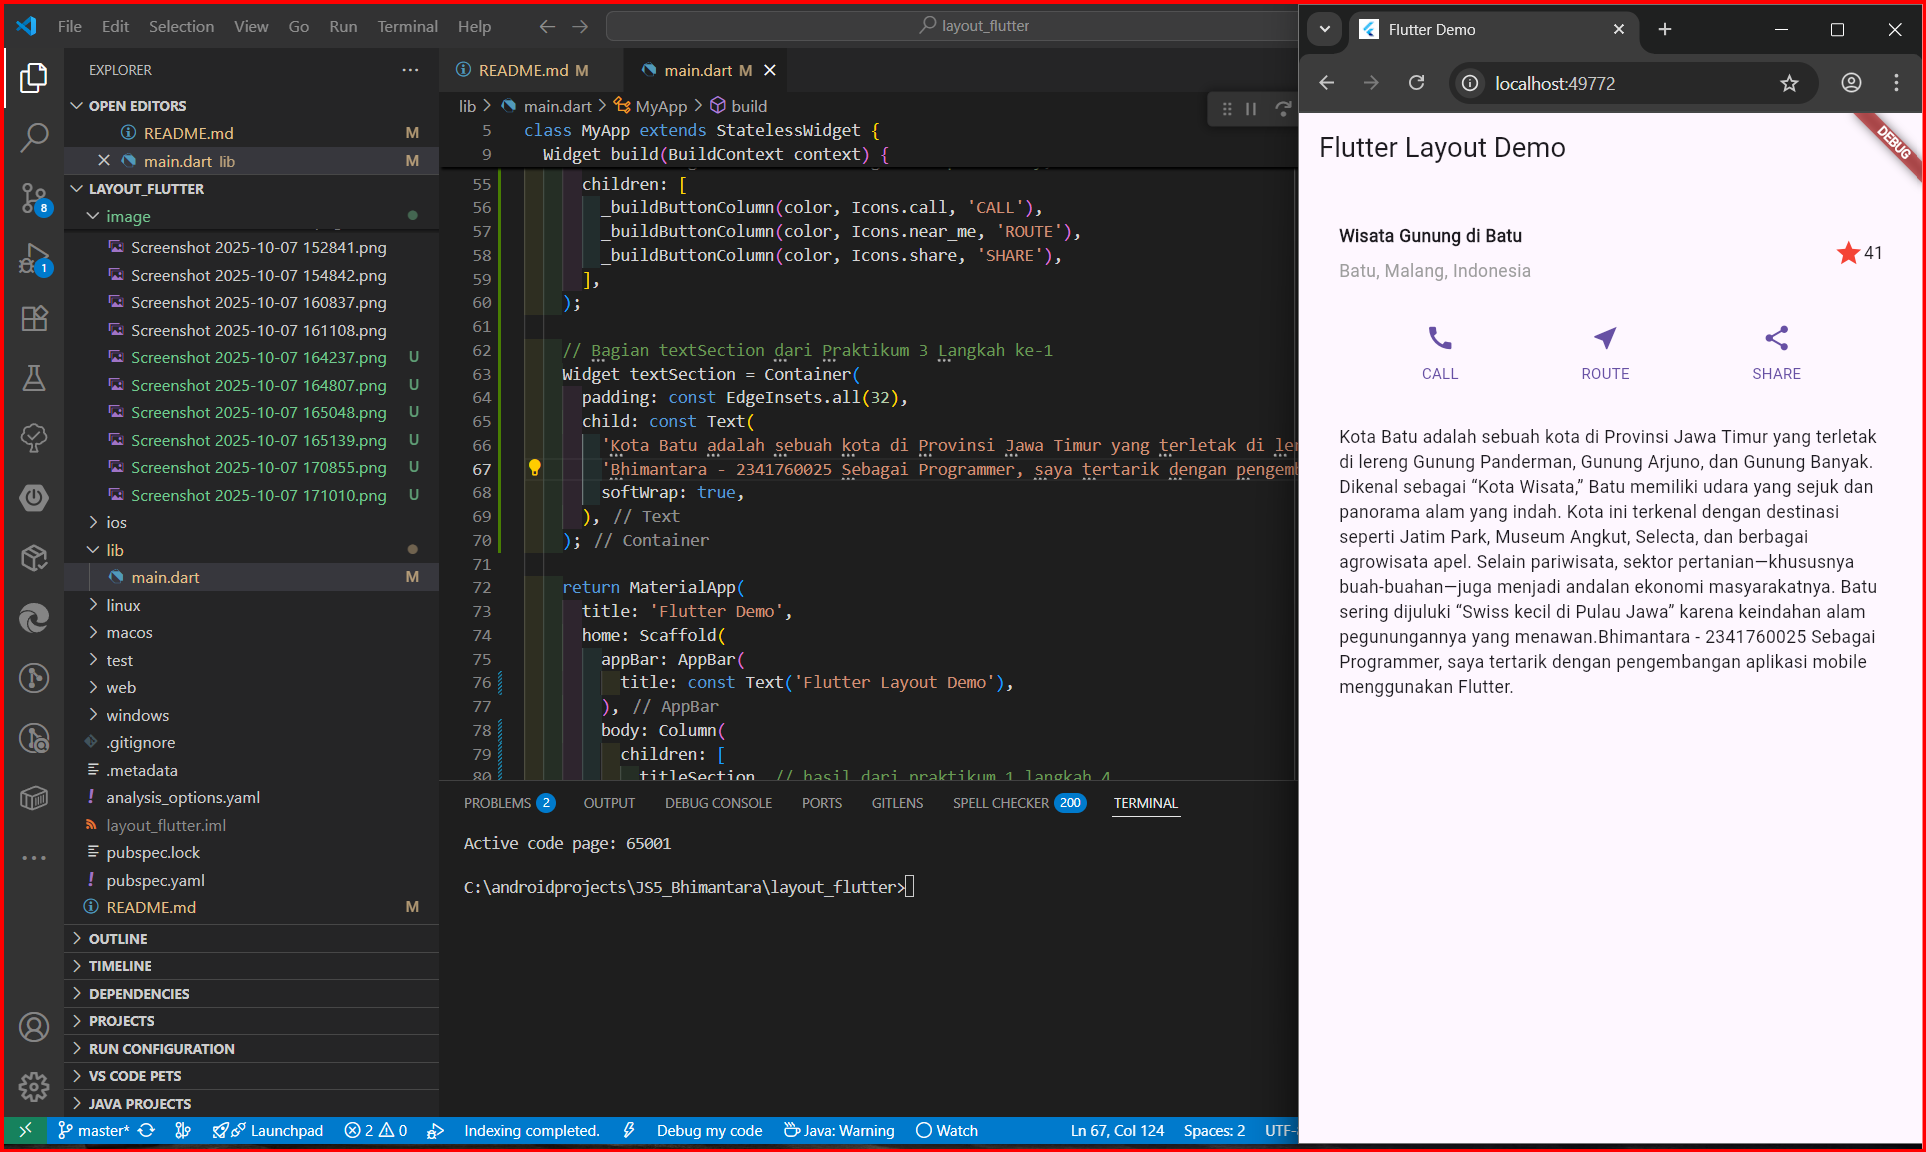 File Edit Selection View Go Run Terminal Help
layout_flutter
EXPLORER
OPEN EDITORS
README.md M
main.dart lib M
LAYOUT_FLUTTER
image
Screenshot 2025-10-07 152841.png
Screenshot 2025-10-07 154842.png
Screenshot 2025-10-07 160837.png
Screenshot 2025-10-07 161108.png
Screenshot 2025-10-07 164237.png U
Screenshot 2025-10-07 164807.png U
Screenshot 2025-10-07 165048.png U
Screenshot 2025-10-07 165139.png U
Screenshot 2025-10-07 170855.png U
Screenshot 2025-10-07 171010.png U
ios
lib
main.dart M
linux
macos
test
web
windows
.gitignore
.metadata
analysis_options.yaml
layout_flutter.iml
pubspec.lock
pubspec.yaml
README.md M
OUTLINE
TIMELINE
DEPENDENCIES
PROJECTS
RUN CONFIGURATION
VS CODE PETS
JAVA PROJECTS
8
1
README.md M
main.dart M
lib > main.dart > MyApp > build
5 class MyApp extends StatelessWidget {
9 Widget build(BuildContext context) {
55 children: [
56 _buildButtonColumn(color, Icons.call, 'CALL'),
57 _buildButtonColumn(color, Icons.near_me, 'ROUTE'),
58 _buildButtonColumn(color, Icons.share, 'SHARE'),
59 ],
60 );
61
62 // Bagian textSection dari Praktikum 3 Langkah ke-1
63 Widget textSection = Container(
64 padding: const EdgeInsets.all(32),
65 child: const Text(
66 'Kota Batu adalah sebuah kota di Provinsi Jawa Timur yang terletak di ler
67 'Bhimantara - 2341760025 Sebagai Programmer, saya tertarik dengan pengemb
68 softWrap: true,
69 ), // Text
70 ); // Container
71
72 return MaterialApp(
73 title: 'Flutter Demo',
74 home: Scaffold(
75 appBar: AppBar(
76 title: const Text('Flutter Layout Demo'),
77 ), // AppBar
78 body: Column(
79 children: [
80 titleSection, // hasil dari praktikum 1 langkah 4
PROBLEMS 2 OUTPUT DEBUG CONSOLE PORTS GITLENS SPELL CHECKER 200 TERMINAL
Active code page: 65001
C:\androidprojects\JS5_Bhimantara\layout_flutter>
master* Launchpad 2 0 Indexing completed. Debug my code Java: Warning Watch Ln 67, Col 124 Spaces: 2 UTF-
Flutter Demo
localhost:49772
Flutter Layout Demo
DEBUG
Wisata Gunung di Batu
Batu, Malang, Indonesia
41
CALL ROUTE SHARE
Kota Batu adalah sebuah kota di Provinsi Jawa Timur yang terletak
di lereng Gunung Panderman, Gunung Arjuno, dan Gunung Banyak.
Dikenal sebagai “Kota Wisata,” Batu memiliki udara yang sejuk dan
panorama alam yang indah. Kota ini terkenal dengan destinasi
seperti Jatim Park, Museum Angkut, Selecta, dan berbagai
agrowisata apel. Selain pariwisata, sektor pertanian—khususnya
buah-buahan—juga menjadi andalan ekonomi masyarakatnya. Batu
sering dijuluki “Swiss kecil di Pulau Jawa” karena keindahan alam
pegunungannya yang menawan.Bhimantara - 2341760025 Sebagai
Programmer, saya tertarik dengan pengembangan aplikasi mobile
menggunakan Flutter.